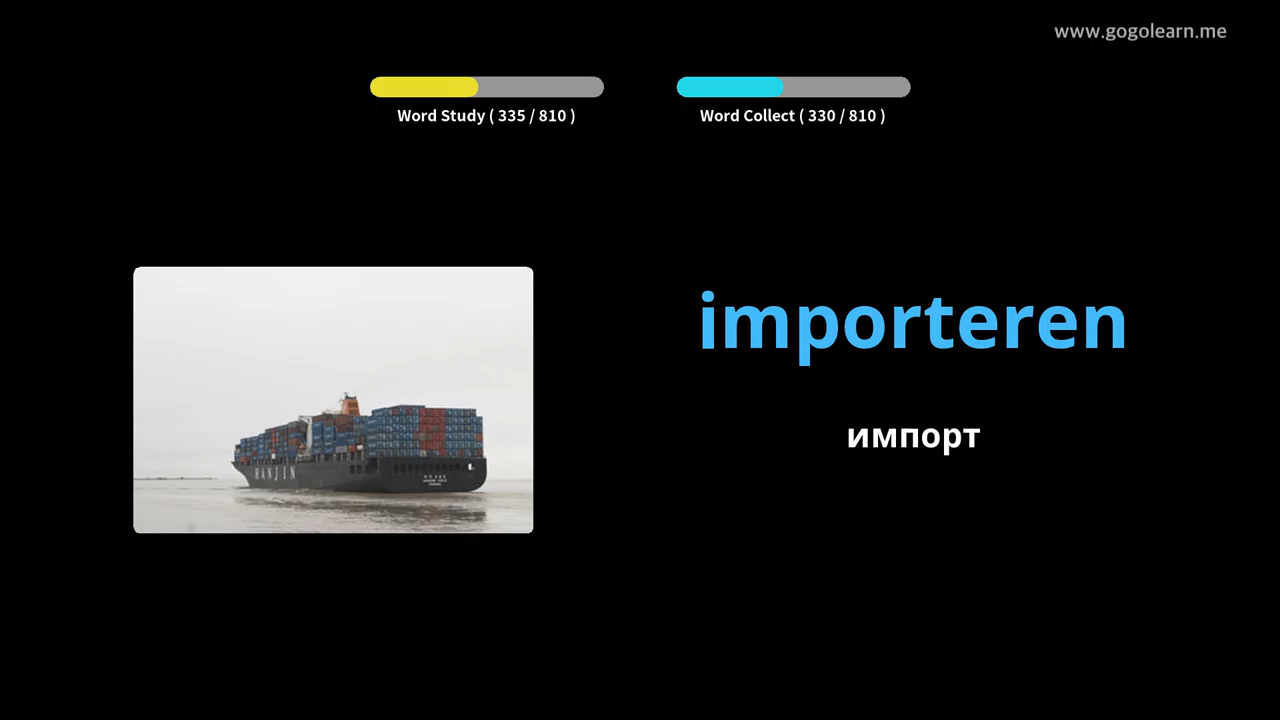 www.gogolearn.me
Word Study ( 335 / 810 )
Word Collect ( 330 / 810 )
importeren
импорт
HANJIN